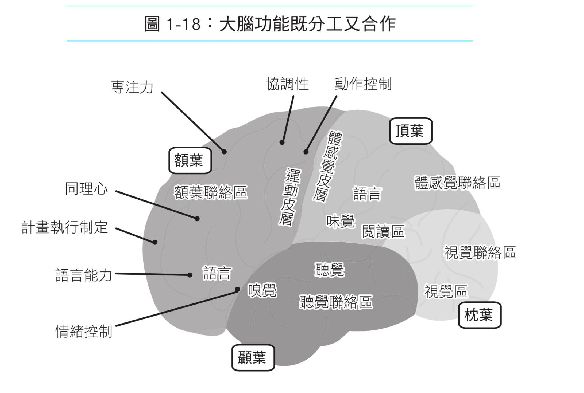 圖 1-18：大腦功能既分工又合作
專注力
協調性
動作控制
頂葉
額葉
體感覺皮層
運動皮層
同理心
額葉聯絡區
語言
體感覺聯絡區
味覺
閱讀區
計畫執行制定
視覺聯絡區
語言能力
語言
嗅覺
聽覺
聽覺聯絡區
視覺區
枕葉
情緒控制
顳葉